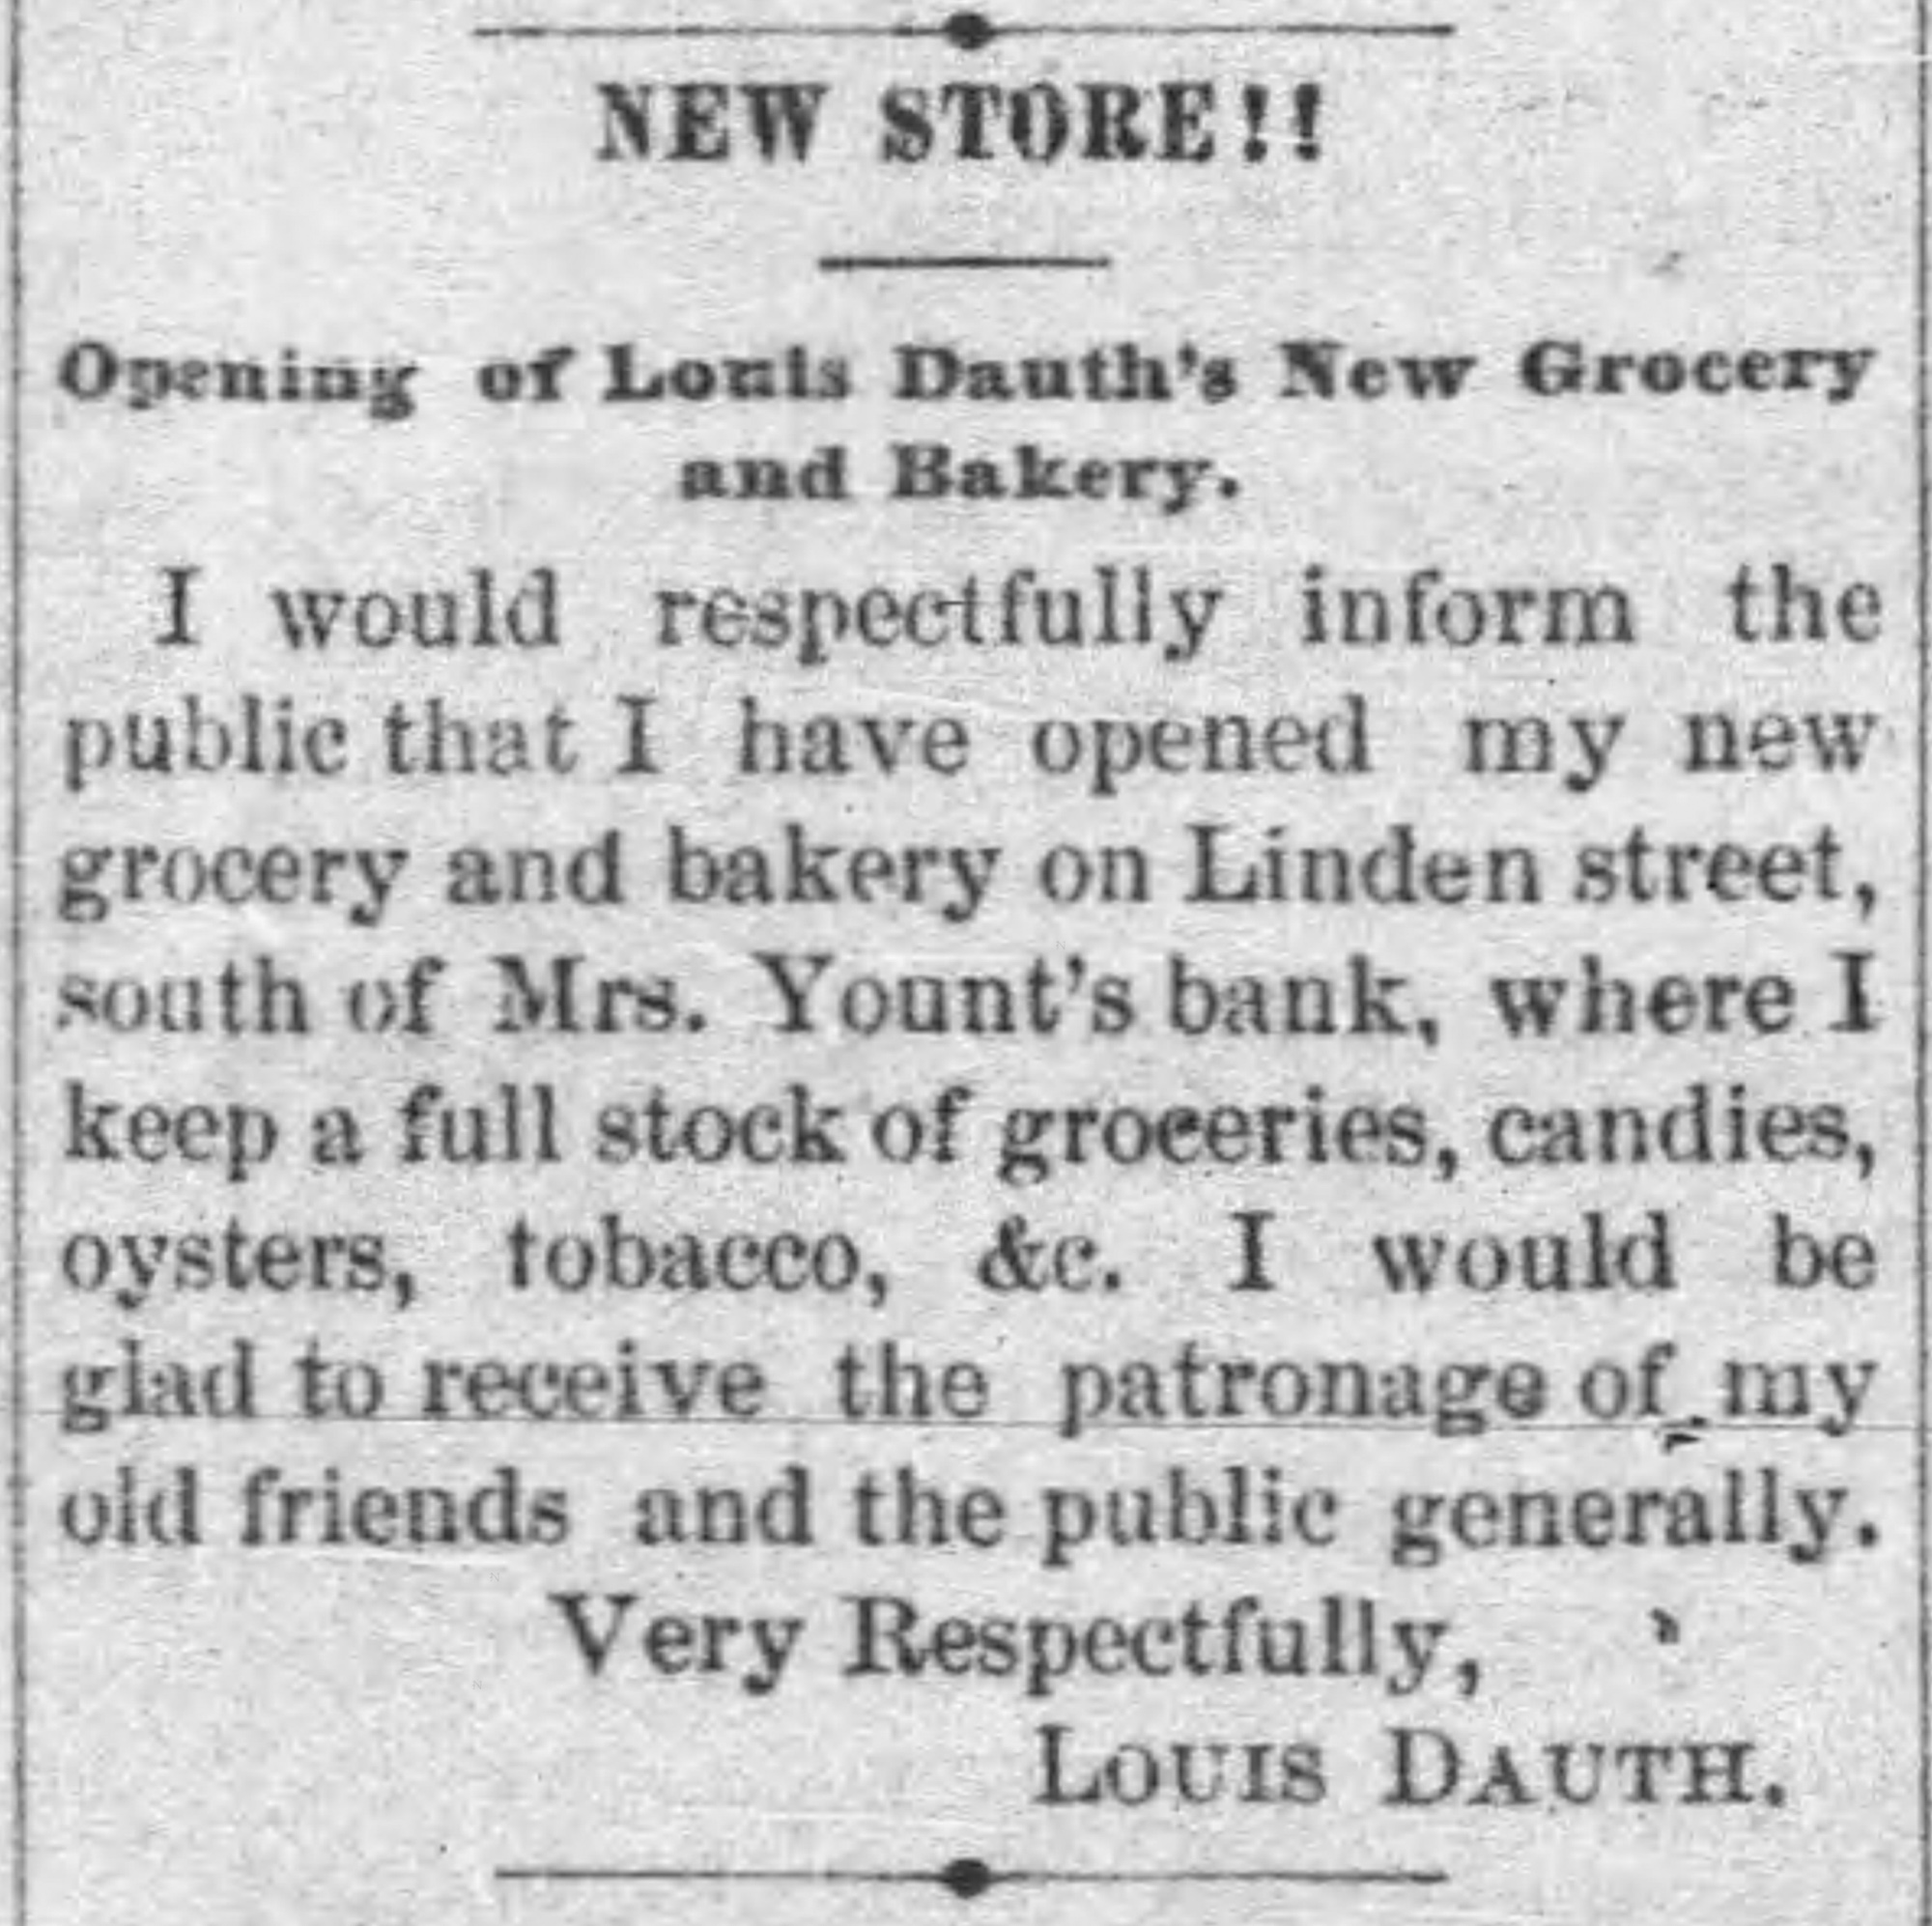 NEW STORE!!
Opening of Louis Dauth's New Grocery
and Bakery.
I would respectfully inform the
public that I have opened my new
grocery and bakery on Linden street,
south of Mrs. Yount's bank, where I
keep a full stock of groceries, candies,
oysters, tobacco, &c. I would be
glad to receive the patronage of my
old friends and the public generally.
Very Respectfully,
LOUIS DAUTH.